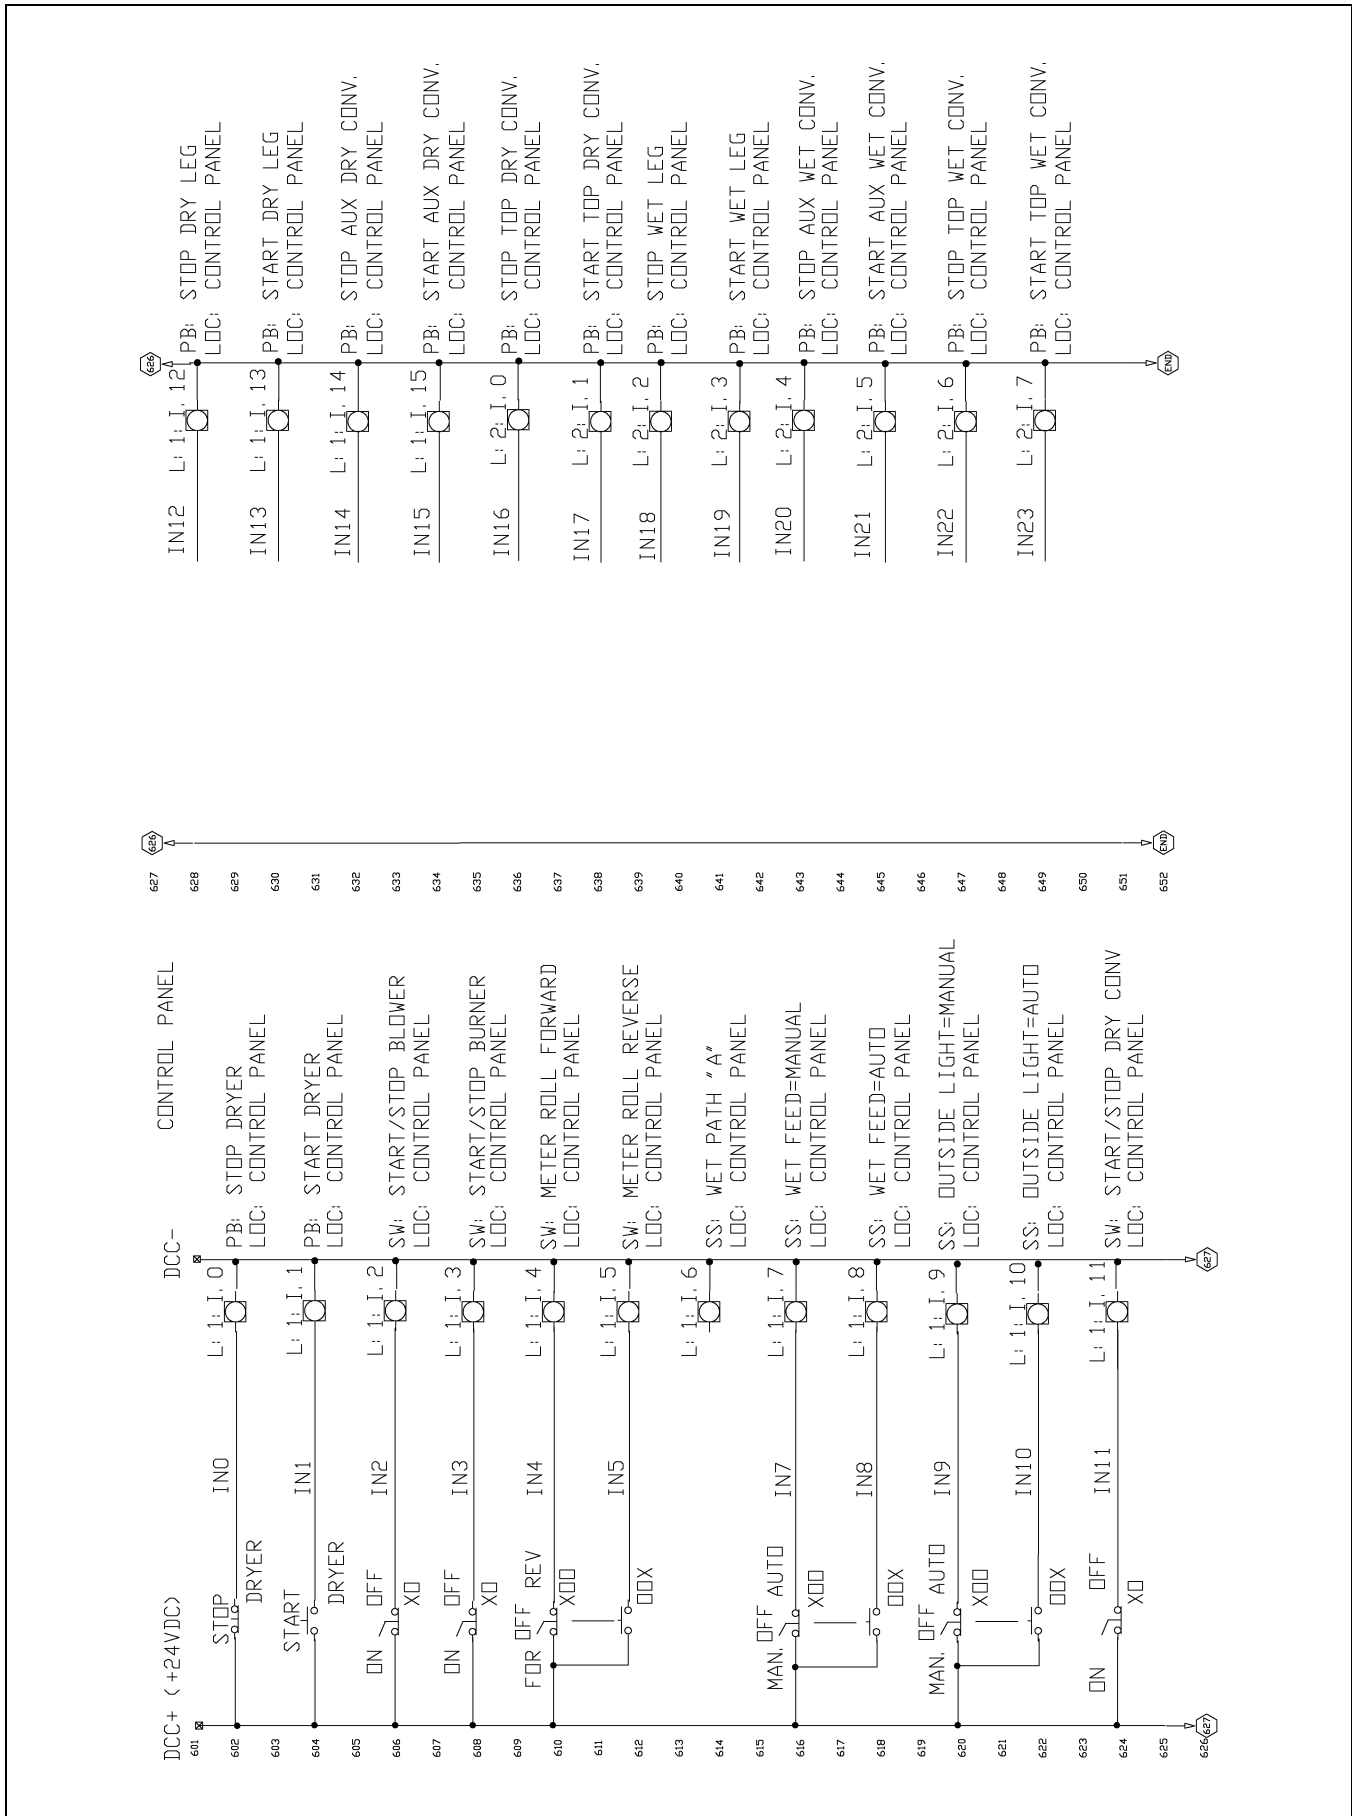 CONTROL PANEL
DCC+ (+24VDC)
DCC-
601
602
STOP
DRYER
IN0
L:1:I.0
PB: STOP DRYER
LOC: CONTROL PANEL
603
604
START
DRYER
IN1
L:1:I.1
PB: START DRYER
LOC: CONTROL PANEL
605
606
ON
OFF
XO
IN2
L:1:I.2
SW: START/STOP BLOWER
LOC: CONTROL PANEL
607
608
ON
OFF
XO
IN3
L:1:I.3
SW: START/STOP BURNER
LOC: CONTROL PANEL
609
610
FOR OFF REV
XOO
IN4
L:1:I.4
SW: METER ROLL FORWARD
LOC: CONTROL PANEL
611
612
OOX
IN5
L:1:I.5
SW: METER ROLL REVERSE
LOC: CONTROL PANEL
613
614
L:1:I.6
SS: WET PATH "A"
LOC: CONTROL PANEL
615
616
MAN. OFF AUTO
XOO
IN7
L:1:I.7
SS: WET FEED=MANUAL
LOC: CONTROL PANEL
617
618
OOX
IN8
L:1:I.8
SS: WET FEED=AUTO
LOC: CONTROL PANEL
619
620
MAN. OFF AUTO
XOO
IN9
L:1:I.9
SS: OUTSIDE LIGHT=MANUAL
LOC: CONTROL PANEL
621
622
OOX
IN10
L:1:I.10
SS: OUTSIDE LIGHT=AUTO
LOC: CONTROL PANEL
623
624
ON
OFF
XO
IN11
L:1:I.11
SW: START/STOP DRY CONV
LOC: CONTROL PANEL
625
626
627
627
626
626
627
628
IN12
L:1:I.12
PB: STOP DRY LEG
LOC: CONTROL PANEL
629
630
IN13
L:1:I.13
PB: START DRY LEG
LOC: CONTROL PANEL
631
632
IN14
L:1:I.14
PB: STOP AUX DRY CONV.
LOC: CONTROL PANEL
633
634
IN15
L:1:I.15
PB: START AUX DRY CONV.
LOC: CONTROL PANEL
635
636
IN16
L:2:I.0
PB: STOP TOP DRY CONV.
LOC: CONTROL PANEL
637
638
IN17
L:2:I.1
PB: START TOP DRY CONV.
LOC: CONTROL PANEL
639
IN18
L:2:I.2
PB: STOP WET LEG
LOC: CONTROL PANEL
640
641
IN19
L:2:I.3
PB: START WET LEG
LOC: CONTROL PANEL
642
643
IN20
L:2:I.4
PB: STOP AUX WET CONV.
LOC: CONTROL PANEL
644
645
IN21
L:2:I.5
PB: START AUX WET CONV.
LOC: CONTROL PANEL
646
647
IN22
L:2:I.6
PB: STOP TOP WET CONV.
LOC: CONTROL PANEL
648
649
IN23
L:2:I.7
PB: START TOP WET CONV.
LOC: CONTROL PANEL
650
651
652
END
END